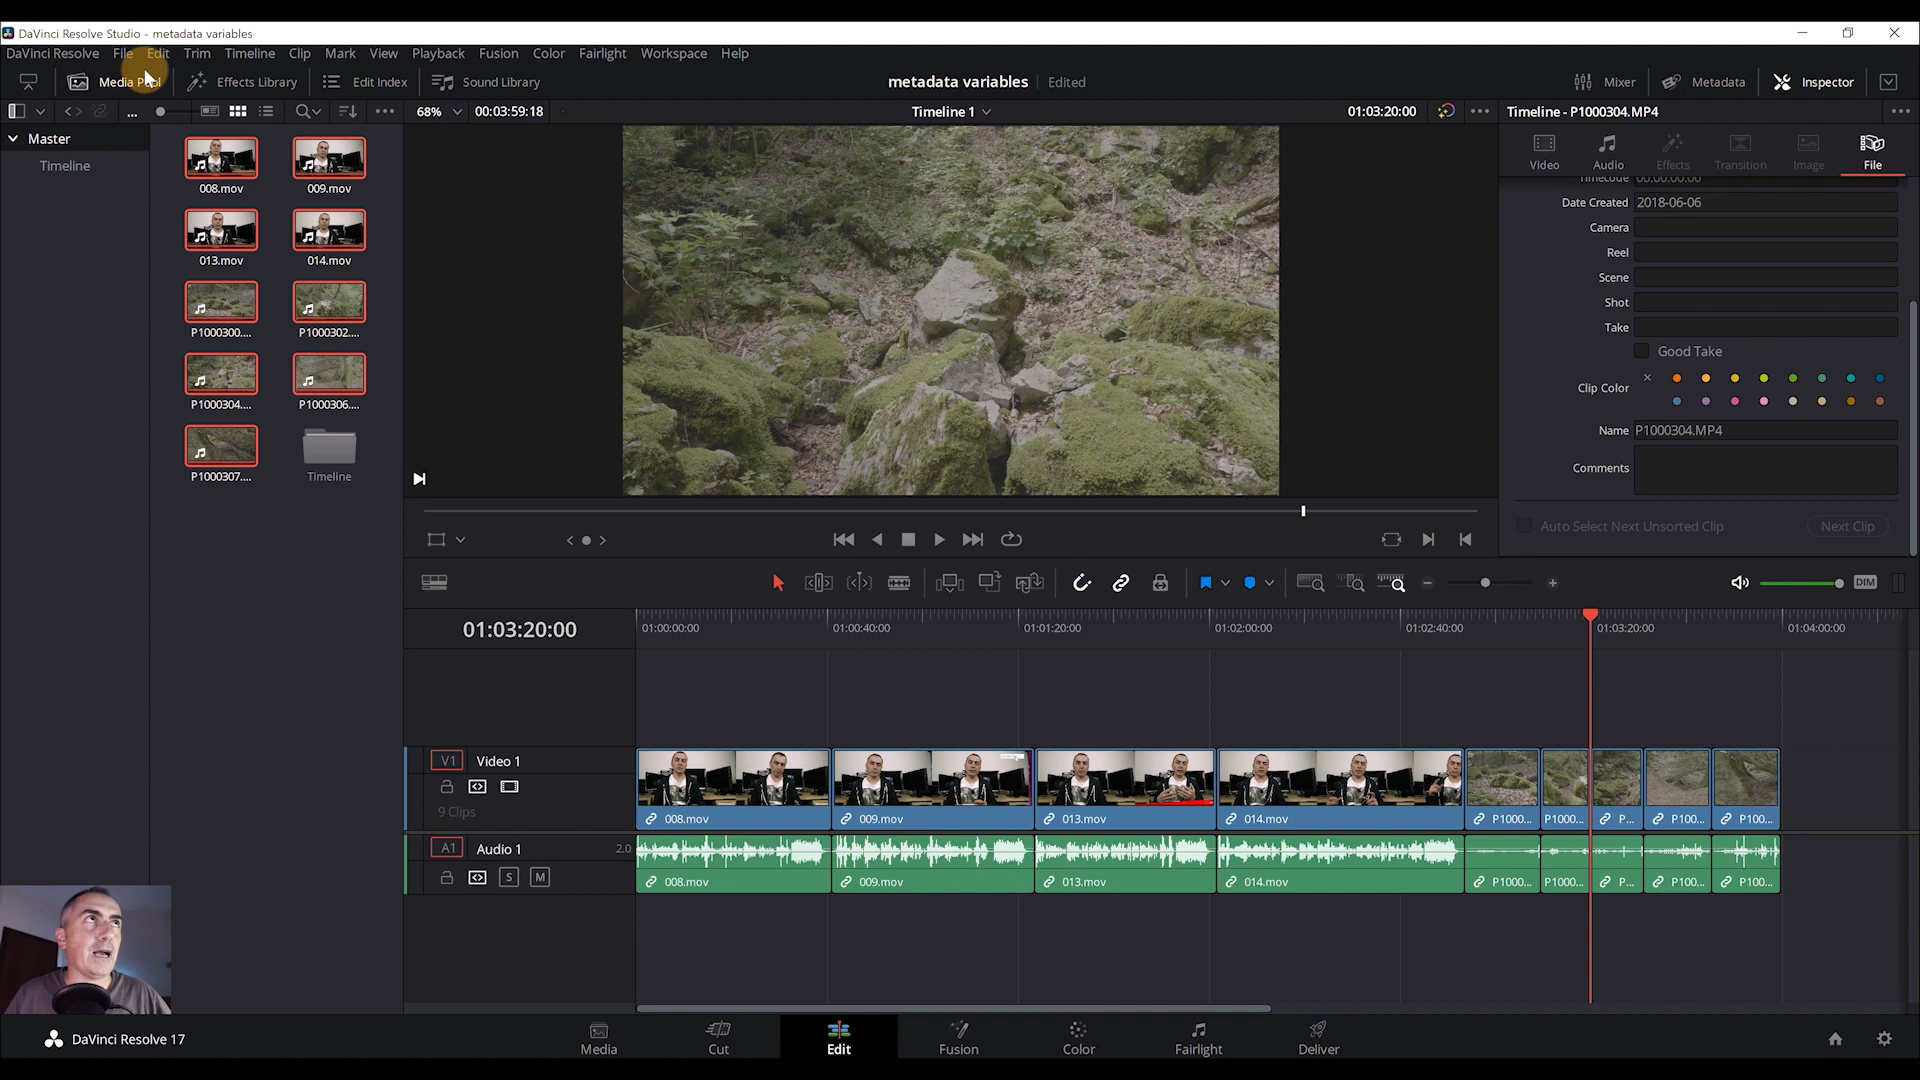 DaVinci Resolve Studio - metadata variables
DaVinci Resolve File Edit Trim Timeline Clip Mark View Playback Fusion Color Fairlight Workspace Help
Media Pool Effects Library Edit Index Sound Library metadata variables Edited Mixer Metadata Inspector
68% 00:03:59:18 Timeline 1 01:03:20:00 Timeline - P1000304.MP4
Master
Timeline
008.mov 009.mov
013.mov 014.mov
P1000300.... P1000302....
P1000304.... P1000306....
P1000307.... Timeline
Video Audio Effects Transition Image File
Timecode 00:00:00:00
Date Created 2018-06-06
Camera
Reel
Scene
Shot
Take
Good Take
Clip Color
Name P1000304.MP4
Comments
Auto Select Next Unsorted Clip Next Clip
DIM
01:03:20:00 01:00:00:00 01:00:40:00 01:01:20:00 01:02:00:00 01:02:40:00 01:03:20:00 01:04:00:00
V1 Video 1
9 Clips
008.mov 009.mov 013.mov 014.mov P1000... P1000... P... P100... P100...
A1 Audio 1 2.0
S M
008.mov 009.mov 013.mov 014.mov P1000... P1000... P... P100... P100...
DaVinci Resolve 17
Media Cut Edit Fusion Color Fairlight Deliver